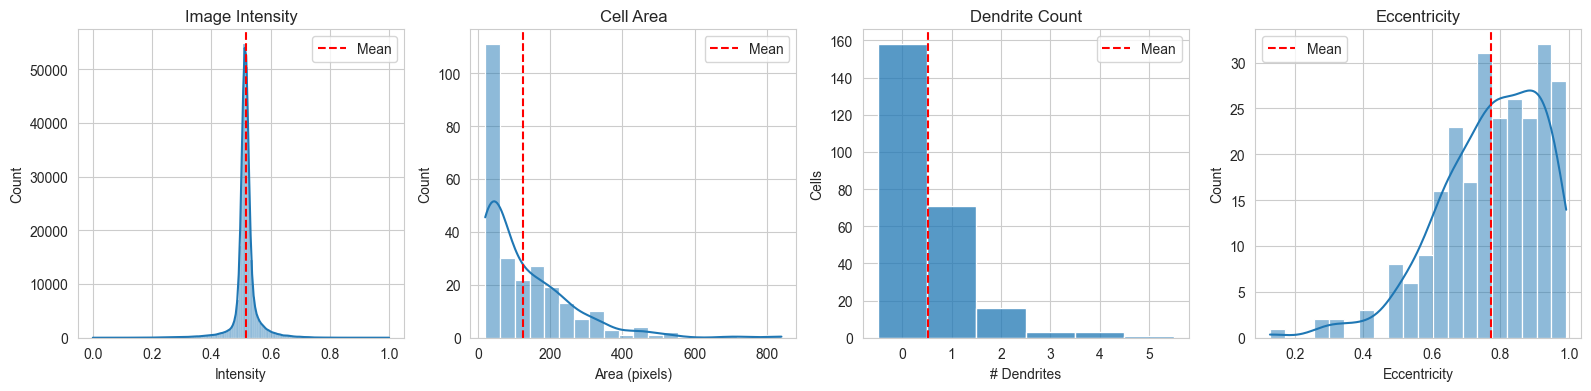 Image Intensity
Mean
50000
40000
30000
20000
10000
0
Count
0.0 0.2 0.4 0.6 0.8 1.0
Intensity
Cell Area
Mean
100
80
60
40
20
0
Count
0 200 400 600 800
Area (pixels)
Dendrite Count
Mean
160
140
120
100
80
60
40
20
0
Cells
0 1 2 3 4 5
# Dendrites
Eccentricity
Mean
30
25
20
15
10
5
0
Count
0.2 0.4 0.6 0.8 1.0
Eccentricity